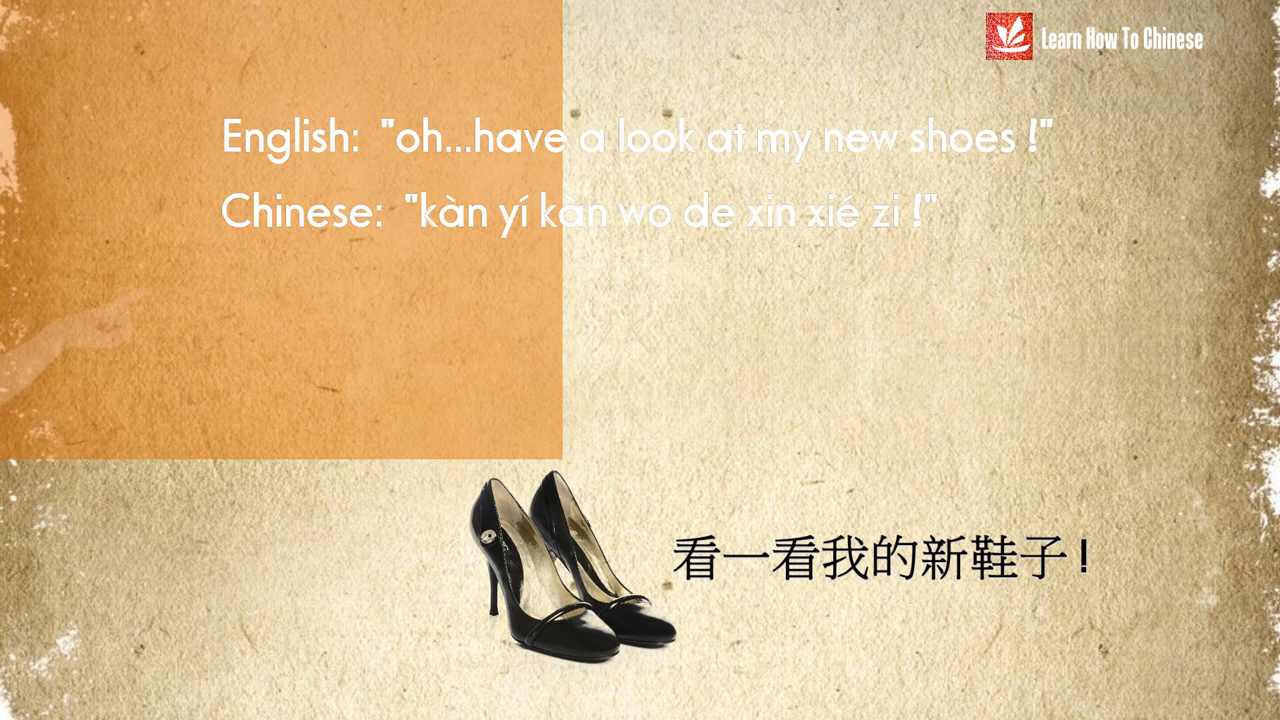 Learn How To Chinese
English: "oh...have a look at my new shoes !"
Chinese: "kàn yí kàn wo de xin xié zi !"
看一看我的新鞋子!